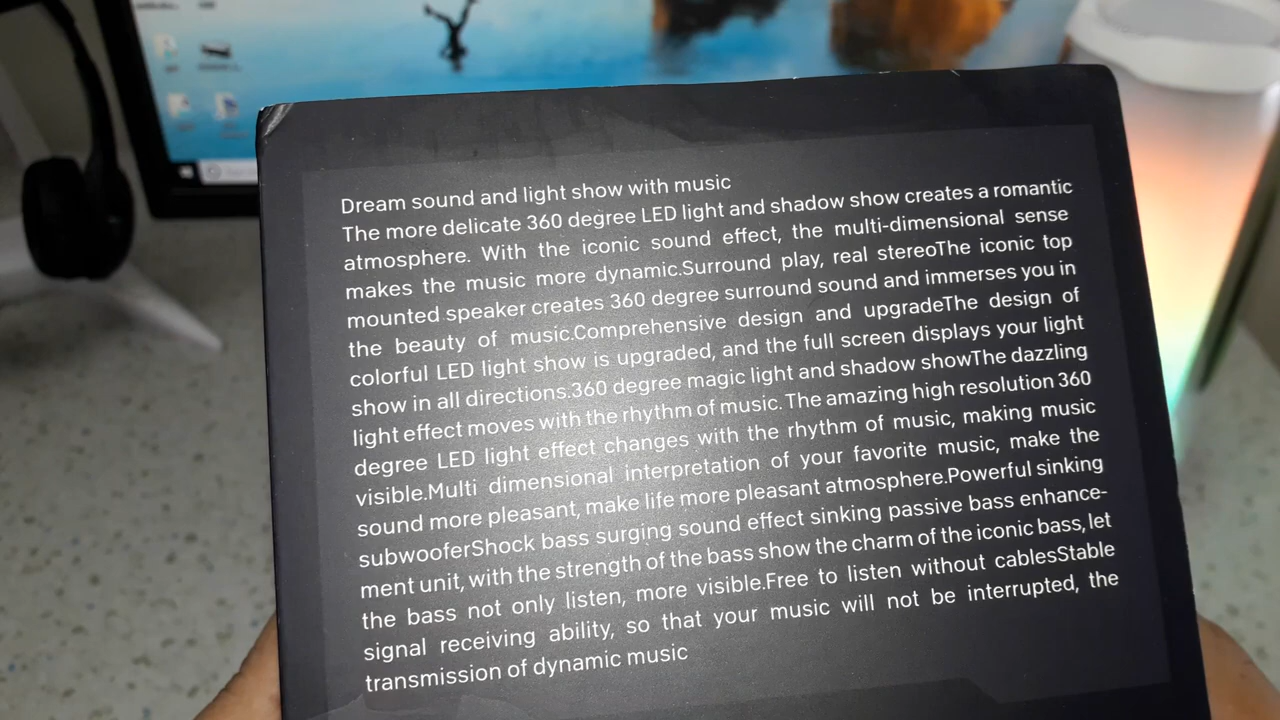 Dream sound and light show with music
The more delicate 360 degree LED light and shadow show creates a romantic
atmosphere. With the iconic sound effect, the multi-dimensional sense
makes the music more dynamic.Surround play, real stereoThe iconic top
mounted speaker creates 360 degree surround sound and immerses you in
the beauty of music.Comprehensive design and upgradeThe design of
colorful LED light show is upgraded, and the full screen displays your light
show in all directions.360 degree magic light and shadow showThe dazzling
light effect moves with the rhythm of music. The amazing high resolution 360
degree LED light effect changes with the rhythm of music, making music
visible.Multi dimensional interpretation of your favorite music, make the
sound more pleasant, make life more pleasant atmosphere.Powerful sinking
subwooferShock bass surging sound effect sinking passive bass enhance-
ment unit, with the strength of the bass show the charm of the iconic bass, let
the bass not only listen, more visible.Free to listen without cablesStable
signal receiving ability, so that your music will not be interrupted, the
transmission of dynamic music